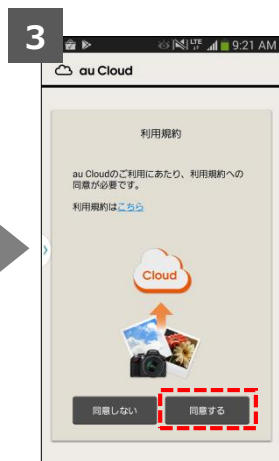 3
LTE
9:21 AM
au Cloud
利用規約
au Cloudのご利用にあたり、利用規約への
同意が必要です。
利用規約はこちら
Cloud
同意しない
同意する